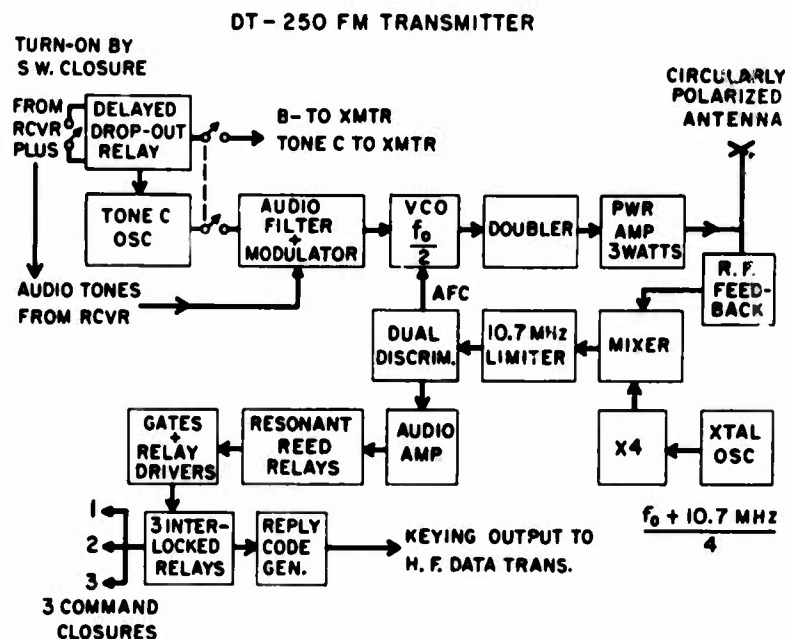 DT-250 FM TRANSMITTER
TURN-ON BY
SW. CLOSURE
FROM
RCVR
PLUS
DELAYED
DROP-OUT
RELAY
B- TO XMTR
TONE C TO XMTR
CIRCULARLY
POLARIZED
ANTENNA
TONE C
OSC
AUDIO
FILTER
+
MODULATOR
VCO
f₀
2
DOUBLER
PWR
AMP
3WATTS
R. F.
FEED-
BACK
AUDIO TONES
FROM RCVR
AFC
DUAL
DISCRIM.
10.7 MHz
LIMITER
MIXER
GATES
+
RELAY
DRIVERS
RESONANT
REED
RELAYS
AUDIO
AMP
X4
XTAL
OSC
f₀ + 10.7 MHz
4
1
2
3
3 INTER-
LOCKED
RELAYS
REPLY
CODE
GEN.
KEYING OUTPUT TO
H. F. DATA TRANS.
3 COMMAND
CLOSURES